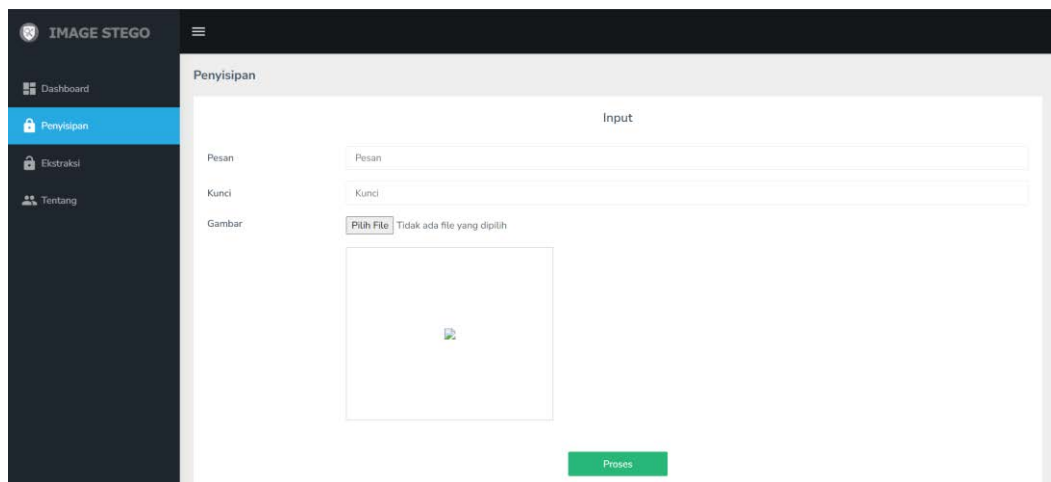 IMAGE STEGO
Dashboard
Penyisipan
Ekstraksi
Tentang
Penyisipan
Input
Pesan Pesan
Kunci Kunci
Gambar Pilih File Tidak ada file yang dipilih
Proses